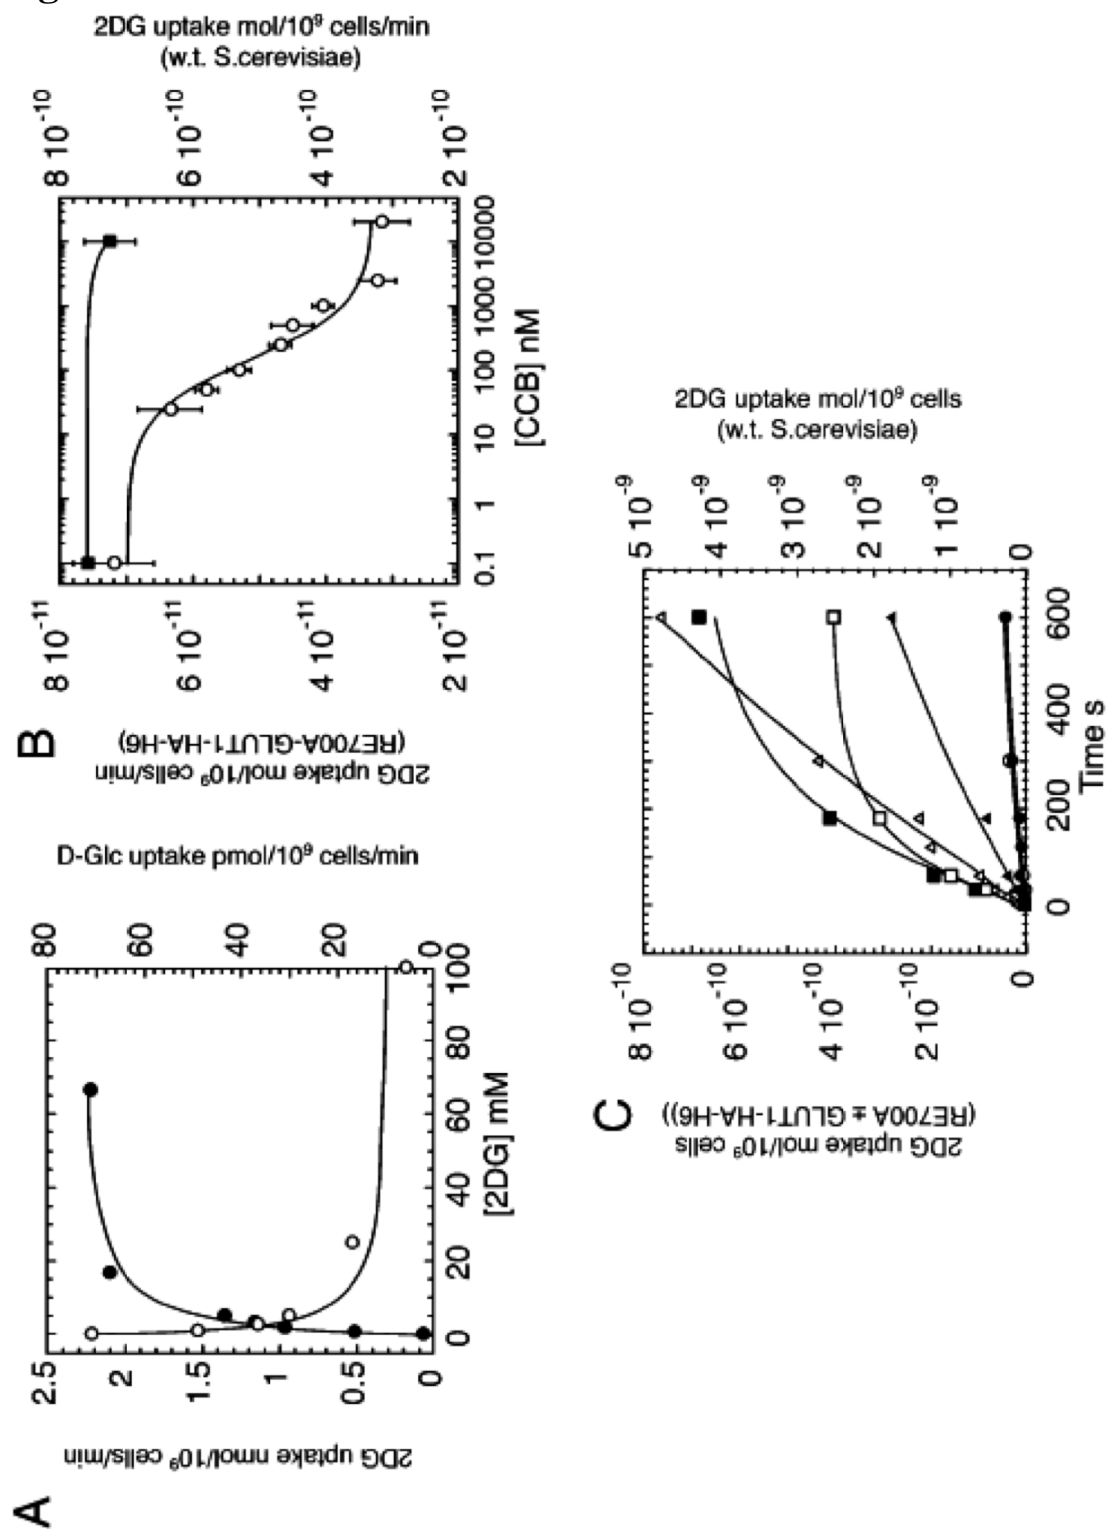 A
2DG uptake nmol/10⁹ cells/min
2.5
2
1.5
1
0.5
0
D-Glc uptake pmol/10⁹ cells/min
80
60
40
20
0
0 20 40 60 80 100
[2DG] mM
B
2DG uptake mol/10⁹ cells/min
(RE700A-GLUT1-HA-H6)
8 10⁻¹¹
6 10⁻¹¹
4 10⁻¹¹
2 10⁻¹¹
2DG uptake mol/10⁹ cells/min
(w.t. S.cerevisiae)
8 10⁻¹⁰
6 10⁻¹⁰
4 10⁻¹⁰
2 10⁻¹⁰
0.1 1 10 100 1000 10000
[CCB] nM
C
2DG uptake mol/10⁹ cells
(RE700A ± GLUT1-HA-H6))
8 10⁻¹⁰
6 10⁻¹⁰
4 10⁻¹⁰
2 10⁻¹⁰
0
2DG uptake mol/10⁹ cells
(w.t. S.cerevisiae)
5 10⁻⁹
4 10⁻⁹
3 10⁻⁹
2 10⁻⁹
1 10⁻⁹
0
0 200 400 600
Time s